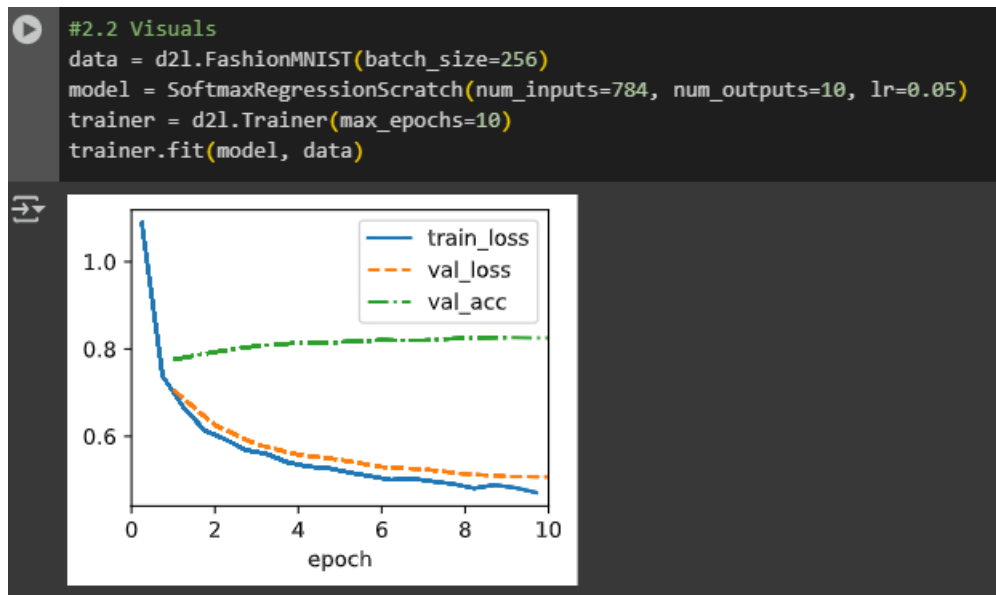 #2.2 Visuals
data = d2l.FashionMNIST(batch_size=256)
model = SoftmaxRegressionScratch(num_inputs=784, num_outputs=10, lr=0.05)
trainer = d2l.Trainer(max_epochs=10)
trainer.fit(model, data)
train_loss
val_loss
val_acc
1.0
0.8
0.6
0 2 4 6 8 10
epoch